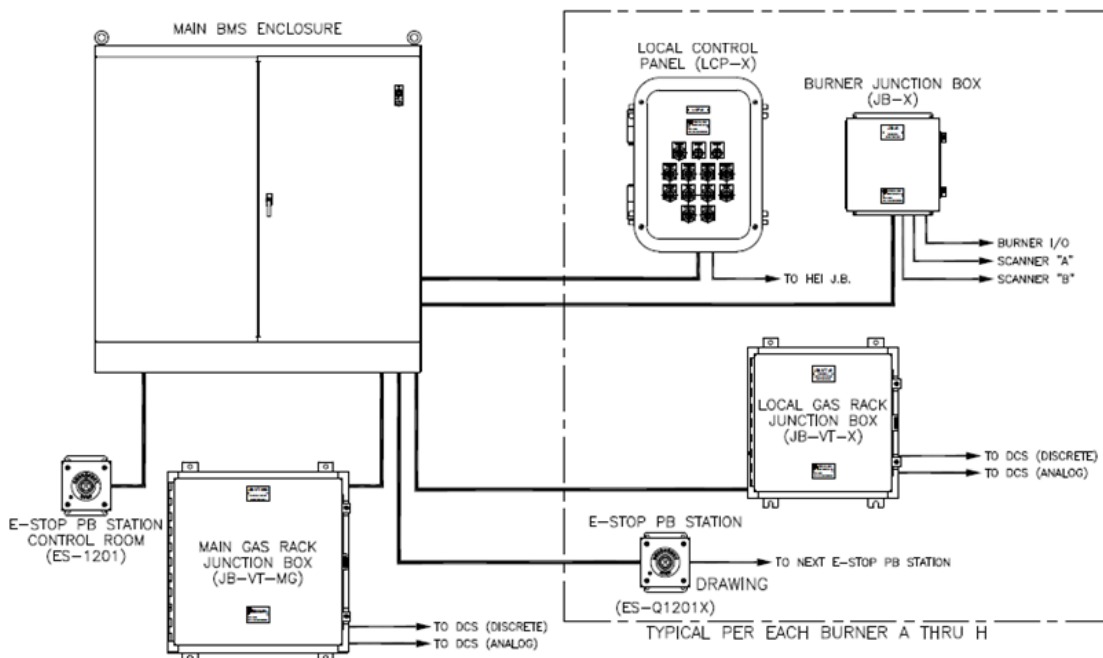 MAIN BMS ENCLOSURE
LOCAL CONTROL
PANEL (LCP-X)
BURNER JUNCTION BOX
(JB-X)
BURNER I/O
SCANNER "A"
SCANNER "B"
TO HEI J.B.
LOCAL GAS RACK
JUNCTION BOX
(JB-VT-X)
TO DCS (DISCRETE)
TO DCS (ANALOG)
E-STOP PB STATION
CONTROL ROOM
(ES-1201)
MAIN GAS RACK
JUNCTION BOX
(JB-VT-MG)
TO DCS (DISCRETE)
TO DCS (ANALOG)
E-STOP PB STATION
DRAWING
(ES-Q1201X)
TO NEXT E-STOP PB STATION
TYPICAL PER EACH BURNER A THRU H